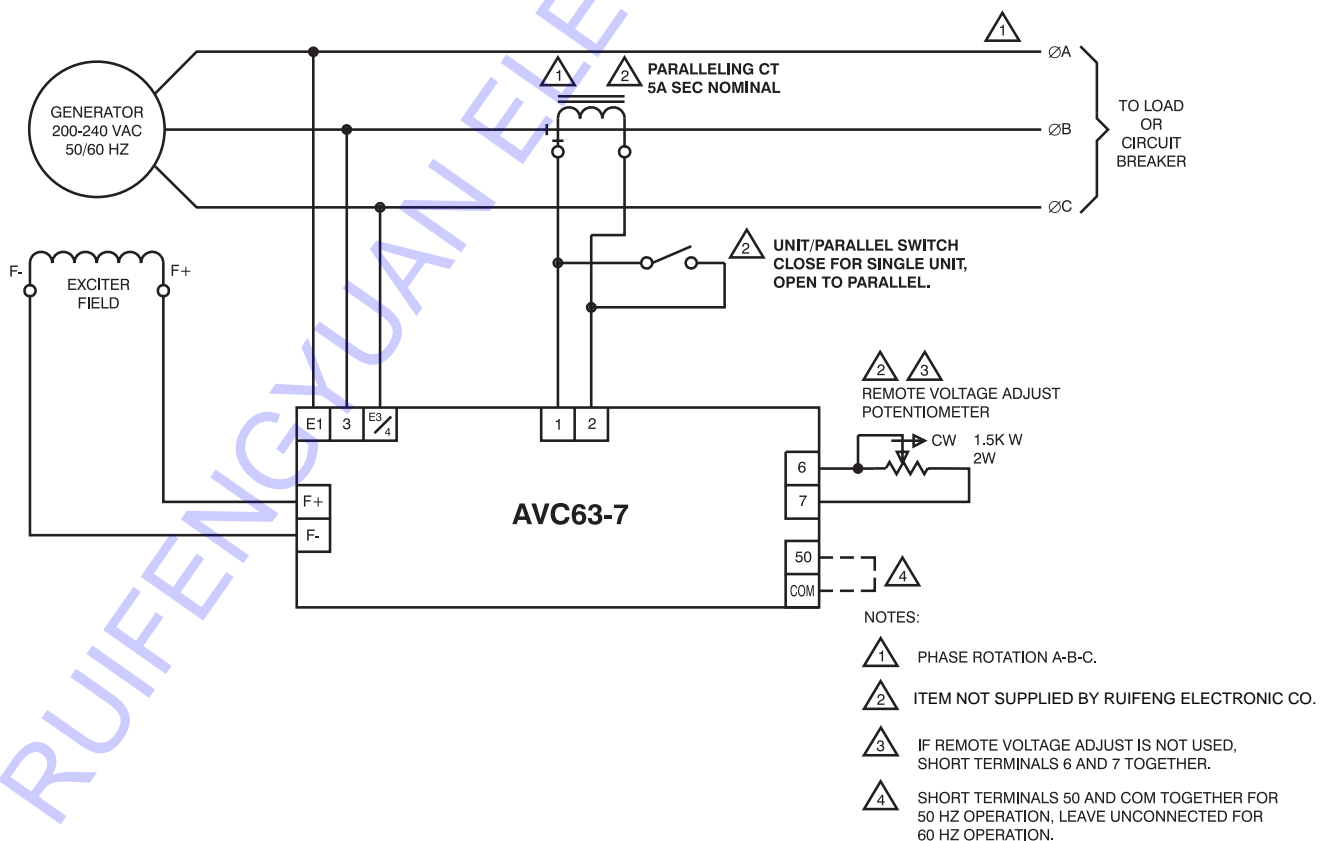 1
ØA
1
2
PARALLELING CT
5A SEC NOMINAL
GENERATOR
200-240 VAC
50/60 HZ
ØB
TO LOAD
OR
CIRCUIT
BREAKER
ØC
2
UNIT/PARALLEL SWITCH
CLOSE FOR SINGLE UNIT,
OPEN TO PARALLEL.
F-
EXCITER
FIELD
F+
2
3
REMOTE VOLTAGE ADJUST
POTENTIOMETER
CW
1.5K W
2W
E1
3
E3/4
1
2
6
7
F+
F-
AVC63-7
50
COM
4
NOTES:
1 PHASE ROTATION A-B-C.
2 ITEM NOT SUPPLIED BY RUIFENG ELECTRONIC CO.
3 IF REMOTE VOLTAGE ADJUST IS NOT USED,
SHORT TERMINALS 6 AND 7 TOGETHER.
4 SHORT TERMINALS 50 AND COM TOGETHER FOR
50 HZ OPERATION, LEAVE UNCONNECTED FOR
60 HZ OPERATION.
RUIFENGYUAN ELE